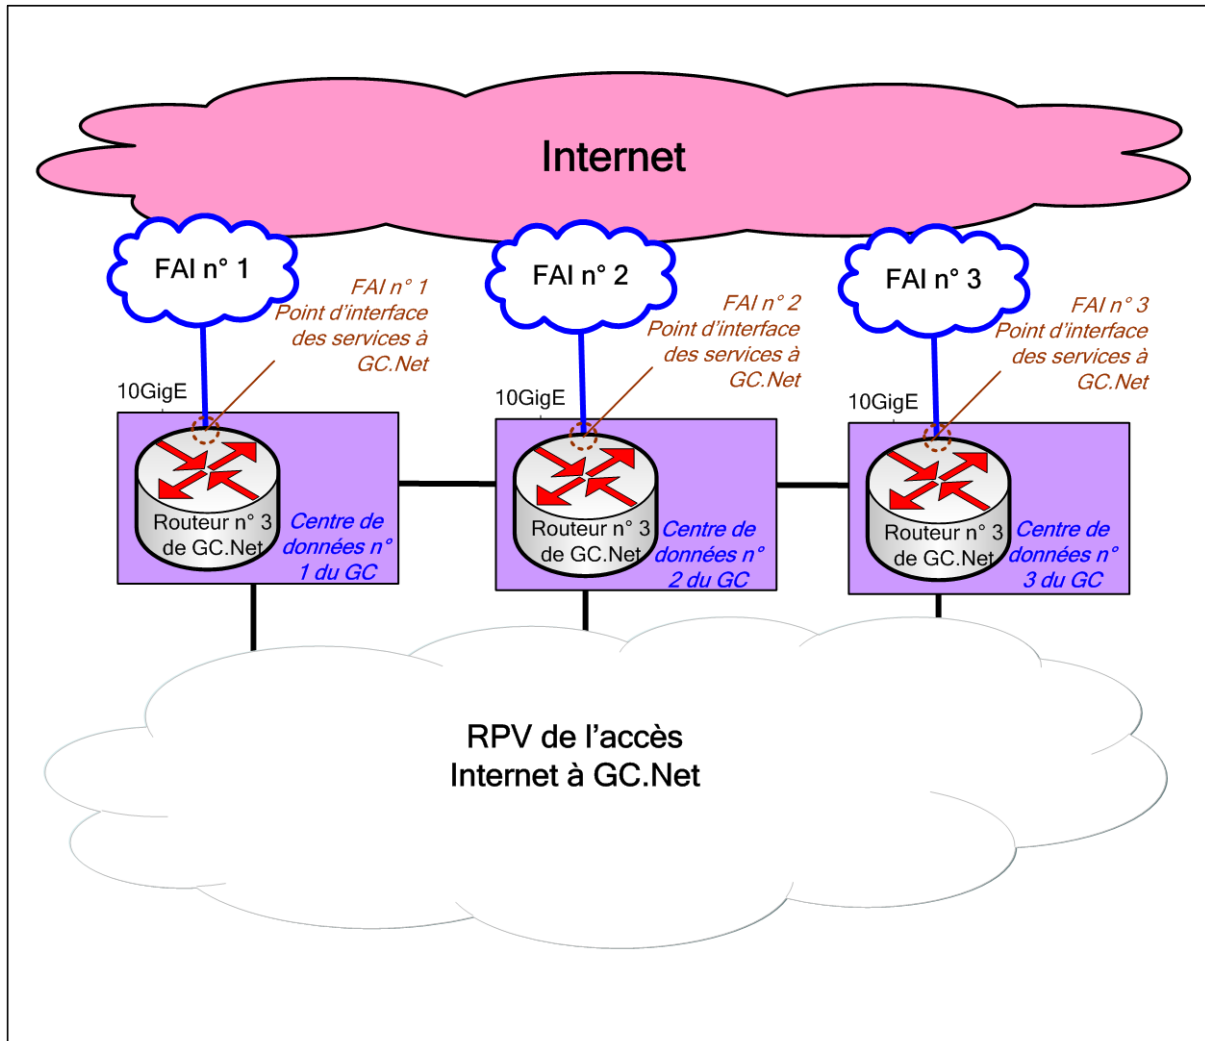 Internet
FAI n° 1
FAI n° 2
FAI n° 3
FAI n° 1
Point d'interface
des services à
GC.Net
FAI n° 2
Point d'interface
des services à
GC.Net
FAI n° 3
Point d'interface
des services à
GC.Net
10GigE
10GigE
10GigE
Routeur n° 3
de GC.Net
Centre de
données n°
1 du GC
Routeur n° 3
de GC.Net
Centre de
données n°
2 du GC
Routeur n° 3
de GC.Net
Centre de
données n°
3 du GC
RPV de l'accès
Internet à GC.Net